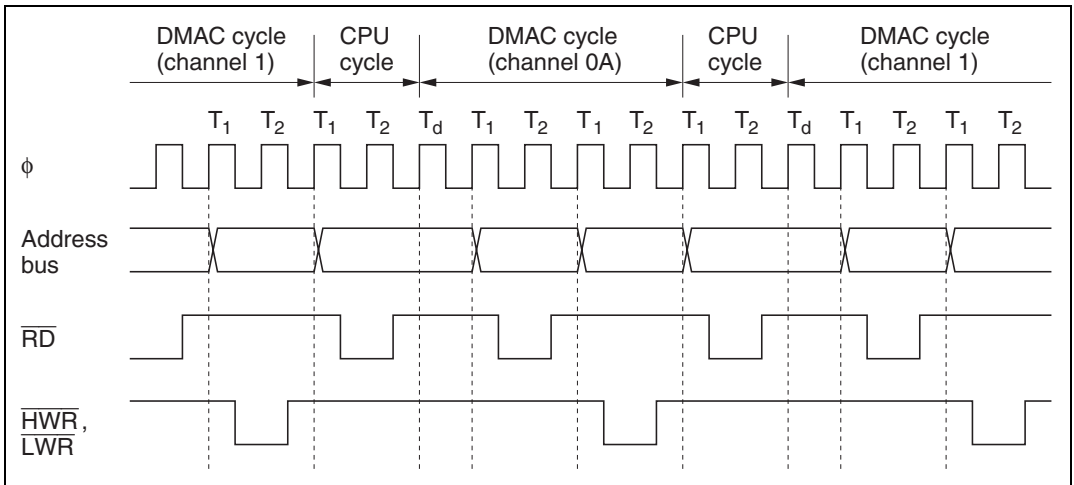 DMAC cycle CPU DMAC cycle CPU DMAC cycle
(channel 1) cycle (channel 0A) cycle (channel 1)
T1 T2 T1 T2 Td T1 T2 T1 T2 T1 T2 Td T1 T2 T1 T2
φ
Address
bus
RD
HWR,
LWR